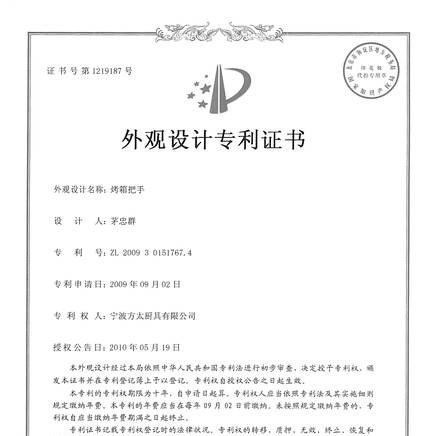 证书号第1219187号
印花税
代扣专用章
外观设计专利证书
外观设计名称：烤箱把手
设计人：茅忠群
专利号：ZL 2009 3 0151767.4
专利申请日：2009年09月02日
专利权人：宁波方太厨具有限公司
授权公告日：2010年05月19日
本外观设计经过本局依照中华人民共和国专利法进行初步审查，决定授予专利权，颁
发本证书并在专利登记簿上予以登记。专利权自授权公告之日起生效。
本专利的专利权期限为十年，自申请日起算。专利权人应当依照专利法及其实施细则
规定缴纳年费。本专利的年费应当在每年09月02日前缴纳。未按照规定缴纳年费的，专
利权自应当缴纳年费期满之日起终止。
专利证书记载专利权登记时的法律状况。专利权的转移、质押、无效、终止、恢复和